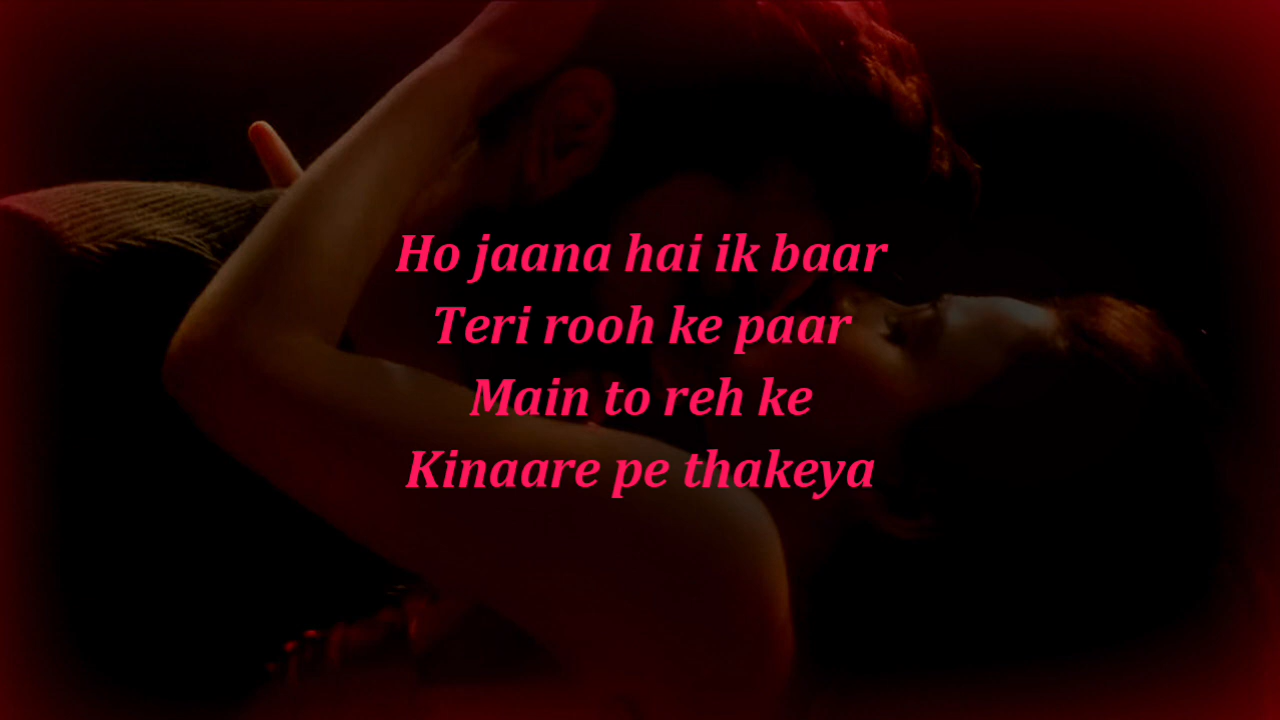 Ho jaana hai ik baar
Teri rooh ke paar
Main to reh ke
Kinaare pe thakeya